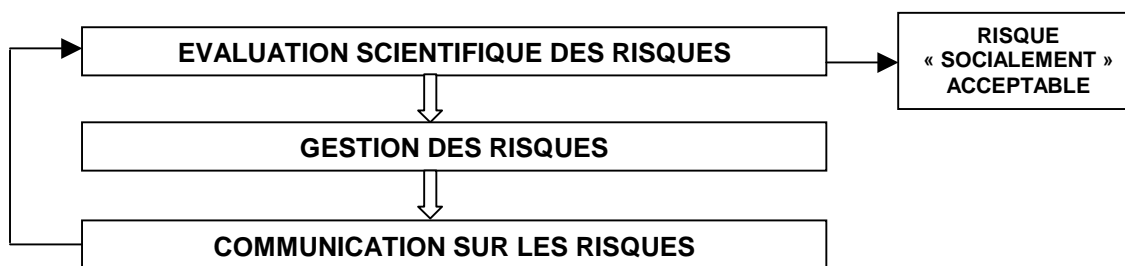 EVALUATION SCIENTIFIQUE DES RISQUES
RISQUE
« SOCIALEMENT »
ACCEPTABLE
GESTION DES RISQUES
COMMUNICATION SUR LES RISQUES